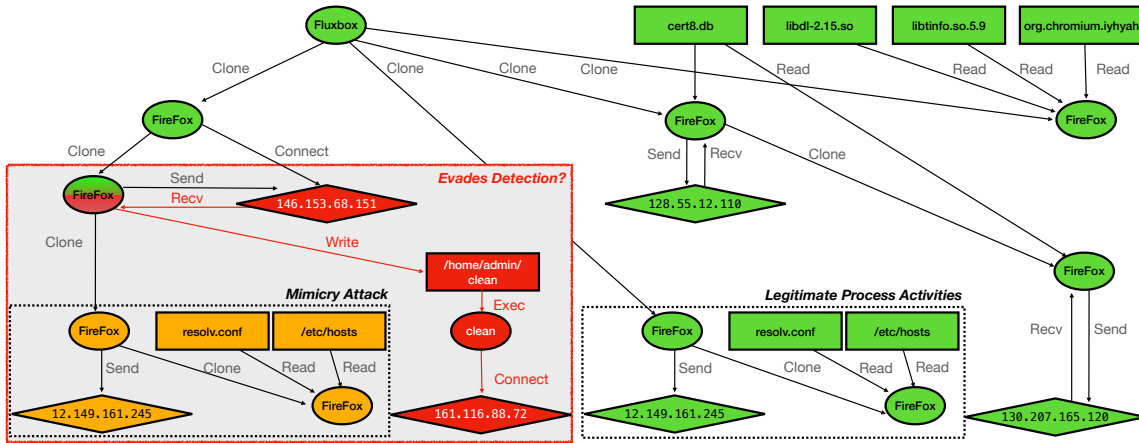 Fluxbox
cert8.db
libdl-2.15.so
libtinfo.so.5.9
org.chromium.iyhyah
Clone
Clone
Clone
Clone
Read
Read
Read
Read
FireFox
FireFox
FireFox
Clone
Connect
Send
Recv
Clone
Evades Detection?
FireFox
Send
Recv
146.153.68.151
128.55.12.110
Clone
Write
/home/admin/
clean
FireFox
Exec
Mimicry Attack
Legitimate Process Activities
FireFox
resolv.conf
/etc/hosts
clean
FireFox
resolv.conf
/etc/hosts
Recv
Send
Send
Clone
Read
Read
Connect
Send
Clone
Read
Read
FireFox
FireFox
12.149.161.245
161.116.88.72
12.149.161.245
130.207.165.120